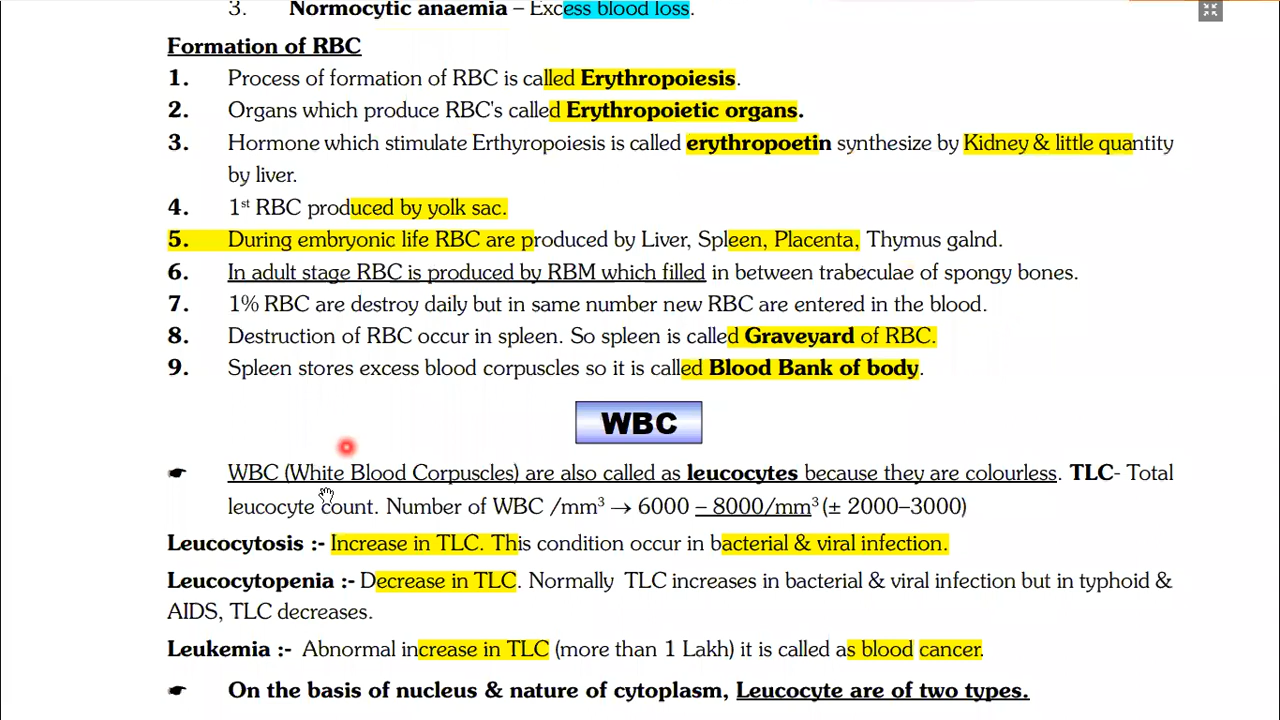 3. Normocytic anaemia – Excess blood loss.
Formation of RBC
1. Process of formation of RBC is called Erythropoiesis.
2. Organs which produce RBC's called Erythropoietic organs.
3. Hormone which stimulate Erthyropoiesis is called erythropoetin synthesize by Kidney & little quantity
by liver.
4. 1st RBC produced by yolk sac.
5. During embryonic life RBC are produced by Liver, Spleen, Placenta, Thymus galnd.
6. In adult stage RBC is produced by RBM which filled in between trabeculae of spongy bones.
7. 1% RBC are destroy daily but in same number new RBC are entered in the blood.
8. Destruction of RBC occur in spleen. So spleen is called Graveyard of RBC.
9. Spleen stores excess blood corpuscles so it is called Blood Bank of body.
WBC
☛ WBC (White Blood Corpuscles) are also called as leucocytes because they are colourless. TLC- Total
leucocyte count. Number of WBC /mm³ → 6000 – 8000/mm³ (± 2000–3000)
Leucocytosis :- Increase in TLC. This condition occur in bacterial & viral infection.
Leucocytopenia :- Decrease in TLC. Normally TLC increases in bacterial & viral infection but in typhoid &
AIDS, TLC decreases.
Leukemia :- Abnormal increase in TLC (more than 1 Lakh) it is called as blood cancer.
☛ On the basis of nucleus & nature of cytoplasm, Leucocyte are of two types.